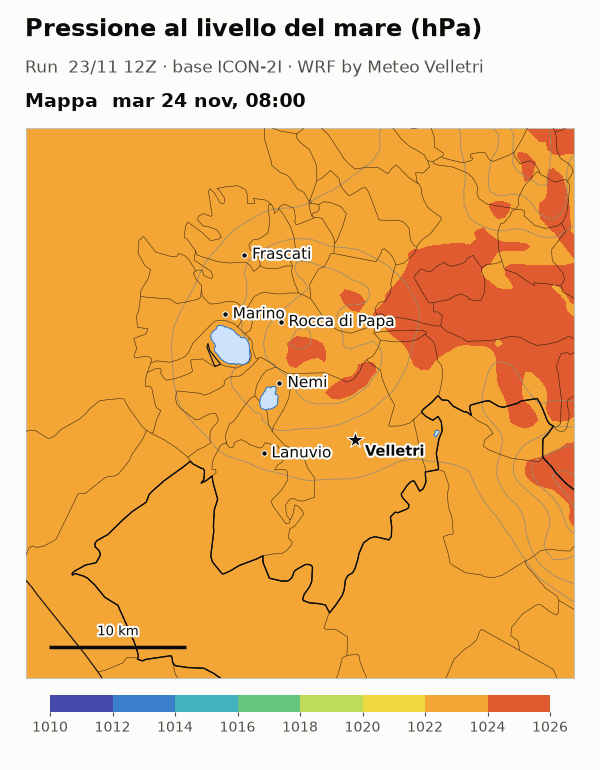 Pressione al livello del mare (hPa)
Run  23/11 12Z · base ICON-2I · WRF by Meteo Velletri
Mappa  mar 24 nov, 08:00
Frascati
Marino
Rocca di Papa
Nemi
Lanuvio
Velletri
10 km
1010 1012 1014 1016 1018 1020 1022 1024 1026